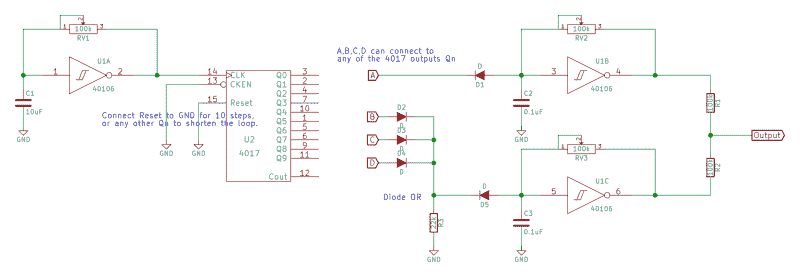 1 100k 3
2
RV1
U1A
1 2
40106
C1
10uF
GND
14 CLK
13 CKEN
15 Reset
Q0 3
Q1 2
Q2 4
Q3 7
Q4 10
Q5 1
Q6 5
Q7 6
Q8 9
Q9 11
Cout 12
U2
4017
GND
GND
Connect Reset to GND for 10 steps,
or any other Qn to shorten the loop.
A,B,C,D can connect to
any of the 4017 outputs Qn
A
D
D1
B
D2
D
C
D3
D
D
D4
D
Diode OR
D
D5
22k
R3
GND
1 100k 3
2
RV2
U1B
3 4
40106
C2
0.1uF
GND
1 100k 3
2
RV3
U1C
5 6
40106
C3
0.1uF
GND
100k
R1
100k
R2
Output